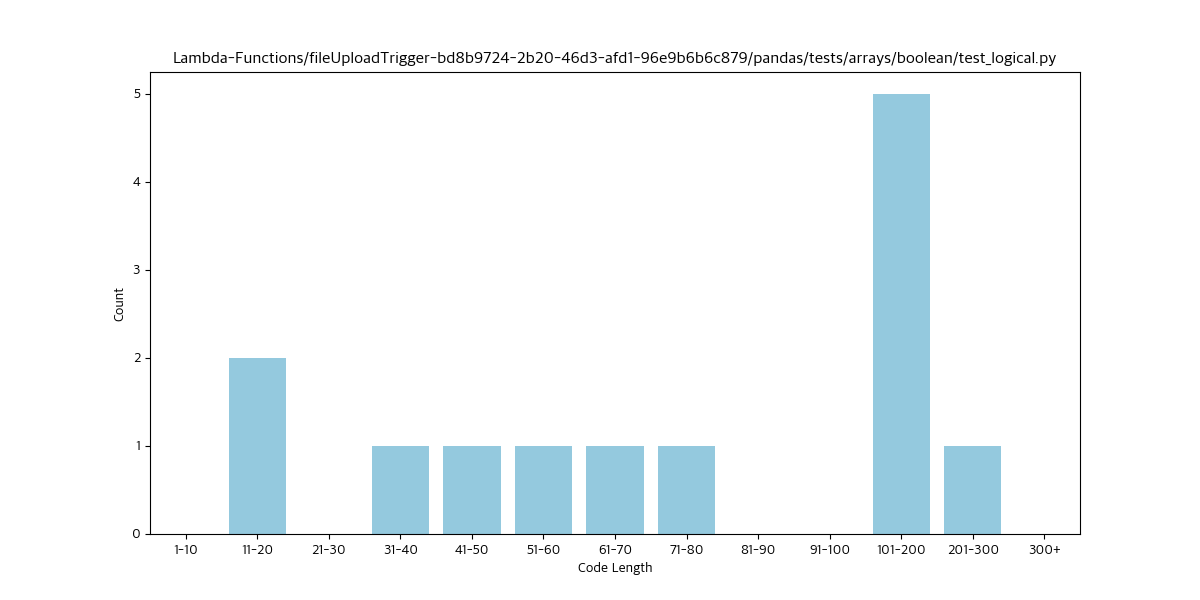 Lambda-Functions/fileUploadTrigger-bd8b9724-2b20-46d3-afd1-96e9b6b6c879/pandas/tests/arrays/boolean/test_logical.py
5
4
3
2
1
0
Count
1-10 11-20 21-30 31-40 41-50 51-60 61-70 71-80 81-90 91-100 101-200 201-300 300+
Code Length